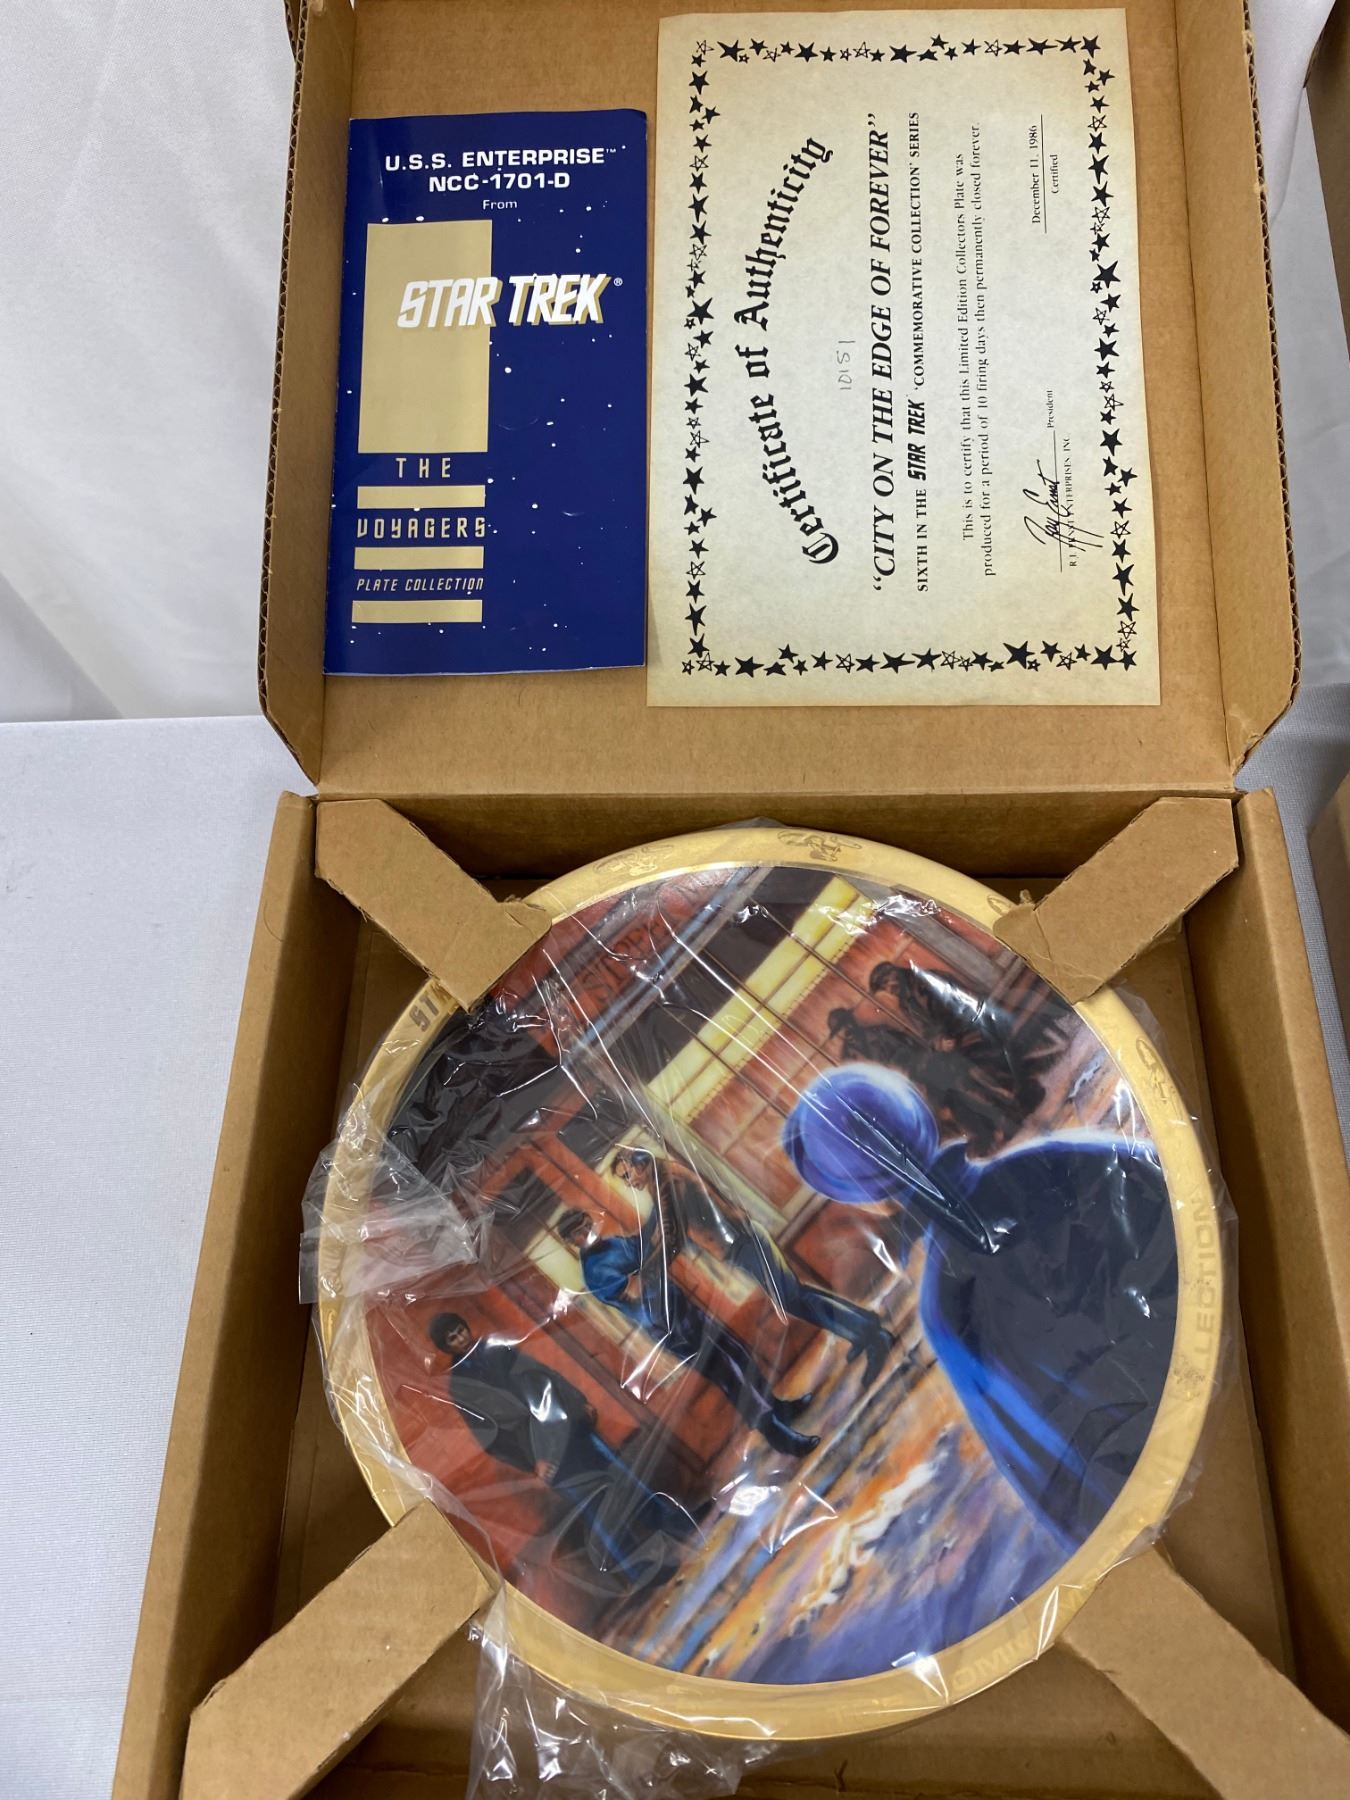 U.S.S. ENTERPRISE™
NCC-1701-D
From
STAR TREK®
THE
VOYAGERS
PLATE COLLECTION
Certificate of Authenticity
10151
“CITY ON THE EDGE OF FOREVER”
SIXTH IN THE STAR TREK 'COMMEMORATIVE COLLECTION' SERIES
This is to certify that this Limited Edition Collectors Plate was
produced for a period of 10 firing days then permanently closed forever.
President
December 11, 1986
Certified